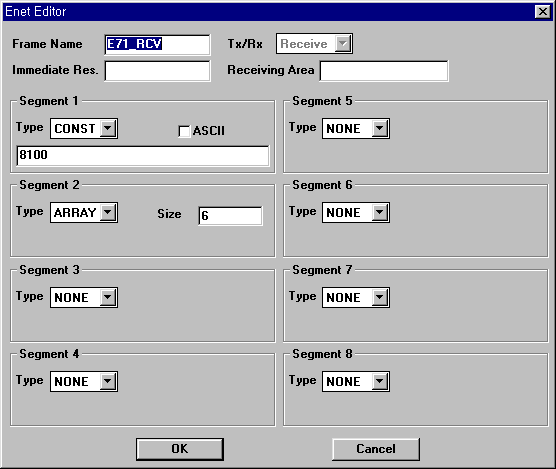 Enet Editor
Frame Name E71_RCV Tx/Rx Receive
Immediate Res. Receiving Area
Segment 1 Segment 5
Type CONST ASCII Type NONE
8100
Segment 2 Segment 6
Type ARRAY Size 6 Type NONE
Segment 3 Segment 7
Type NONE Type NONE
Segment 4 Segment 8
Type NONE Type NONE
OK Cancel